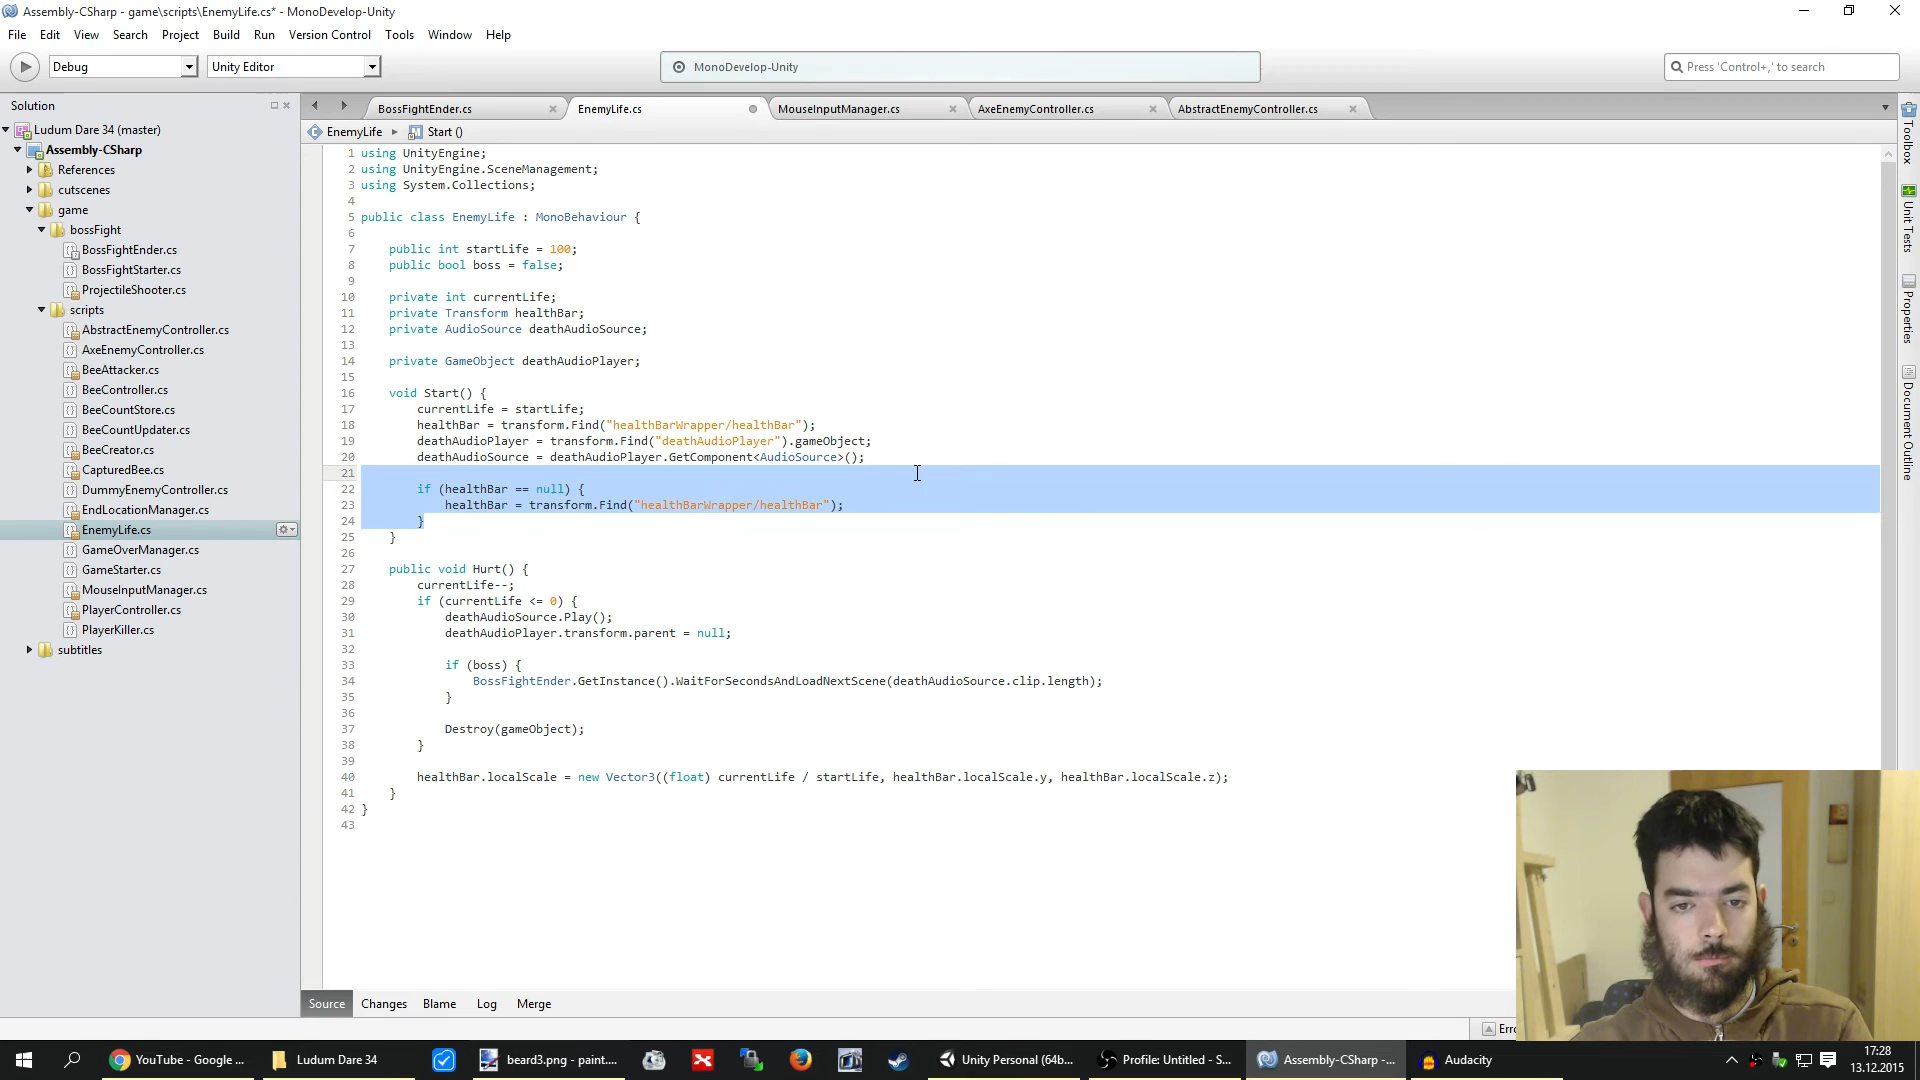 Assembly-CSharp - game\scripts\EnemyLife.cs* - MonoDevelop-Unity
File Edit View Search Project Build Run Version Control Tools Window Help
Debug Unity Editor MonoDevelop-Unity Press 'Control+,' to search
Solution
Ludum Dare 34 (master)
Assembly-CSharp
References
cutscenes
game
bossFight
BossFightEnder.cs
BossFightStarter.cs
ProjectileShooter.cs
scripts
AbstractEnemyController.cs
AxeEnemyController.cs
BeeAttacker.cs
BeeController.cs
BeeCountStore.cs
BeeCountUpdater.cs
BeeCreator.cs
CapturedBee.cs
DummyEnemyController.cs
EndLocationManager.cs
EnemyLife.cs
GameOverManager.cs
GameStarter.cs
MouseInputManager.cs
PlayerController.cs
PlayerKiller.cs
subtitles
BossFightEnder.cs EnemyLife.cs MouseInputManager.cs AxeEnemyController.cs AbstractEnemyController.cs
EnemyLife Start ()
1 using UnityEngine;
2 using UnityEngine.SceneManagement;
3 using System.Collections;
4
5 public class EnemyLife : MonoBehaviour {
6
7 public int startLife = 100;
8 public bool boss = false;
9
10 private int currentLife;
11 private Transform healthBar;
12 private AudioSource deathAudioSource;
13
14 private GameObject deathAudioPlayer;
15
16 void Start() {
17 currentLife = startLife;
18 healthBar = transform.Find("healthBarWrapper/healthBar");
19 deathAudioPlayer = transform.Find("deathAudioPlayer").gameObject;
20 deathAudioSource = deathAudioPlayer.GetComponent<AudioSource>();
21
22 if (healthBar == null) {
23 healthBar = transform.Find("healthBarWrapper/healthBar");
24 }
25 }
26
27 public void Hurt() {
28 currentLife--;
29 if (currentLife <= 0) {
30 deathAudioSource.Play();
31 deathAudioPlayer.transform.parent = null;
32
33 if (boss) {
34 BossFightEnder.GetInstance().WaitForSecondsAndLoadNextScene(deathAudioSource.clip.length);
35 }
36
37 Destroy(gameObject);
38 }
39
40 healthBar.localScale = new Vector3((float) currentLife / startLife, healthBar.localScale.y, healthBar.localScale.z);
41 }
42 }
43
Toolbox
Unit Tests
Properties
Document Outline
Source Changes Blame Log Merge
Erro
YouTube - Google ... Ludum Dare 34 beard3.png - paint.... Unity Personal (64b... Profile: Untitled - S... Assembly-CSharp -... Audacity
17:28
13.12.2015